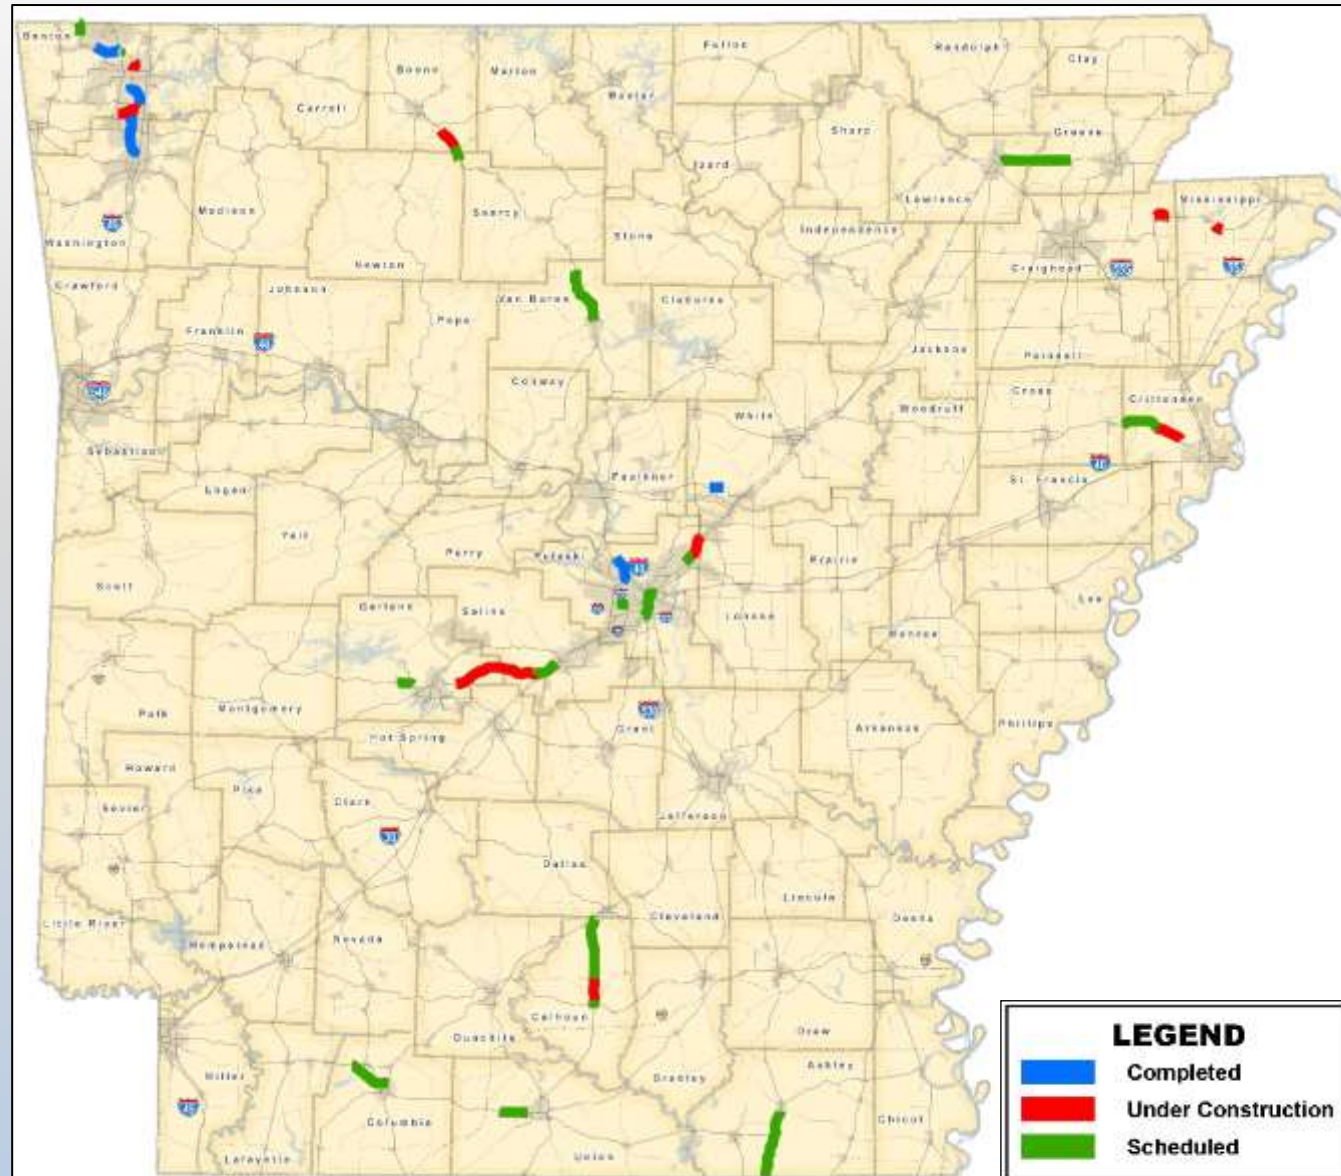 Benton
Boone
Marion
Fulton
Randolph
Clay
Carroll
Baxter
Sharp
Greene
Izard
Lawrence
Madison
Searcy
Stone
Independence
Mississippi
Washington
Newton
Craighead
Crawford
Johnson
Van Buren
Cleburne
Franklin
Pope
Jackson
Poinsett
Conway
White
Woodruff
Cross
Crittenden
Sebastian
Logan
Faulkner
St. Francis
Yell
Perry
Pulaski
Prairie
Scott
Garland
Saline
Lonoke
Lee
Monroe
Polk
Montgomery
Hot Spring
Grant
Arkansas
Phillips
Howard
Pike
Clark
Sevier
Jefferson
Dallas
Lincoln
Little River
Hempstead
Nevada
Cleveland
Desha
Calhoun
Ouachita
Drew
Miller
Bradley
Ashley
Columbia
Chicot
Lafayette
Union
LEGEND
Completed
Under Construction
Scheduled